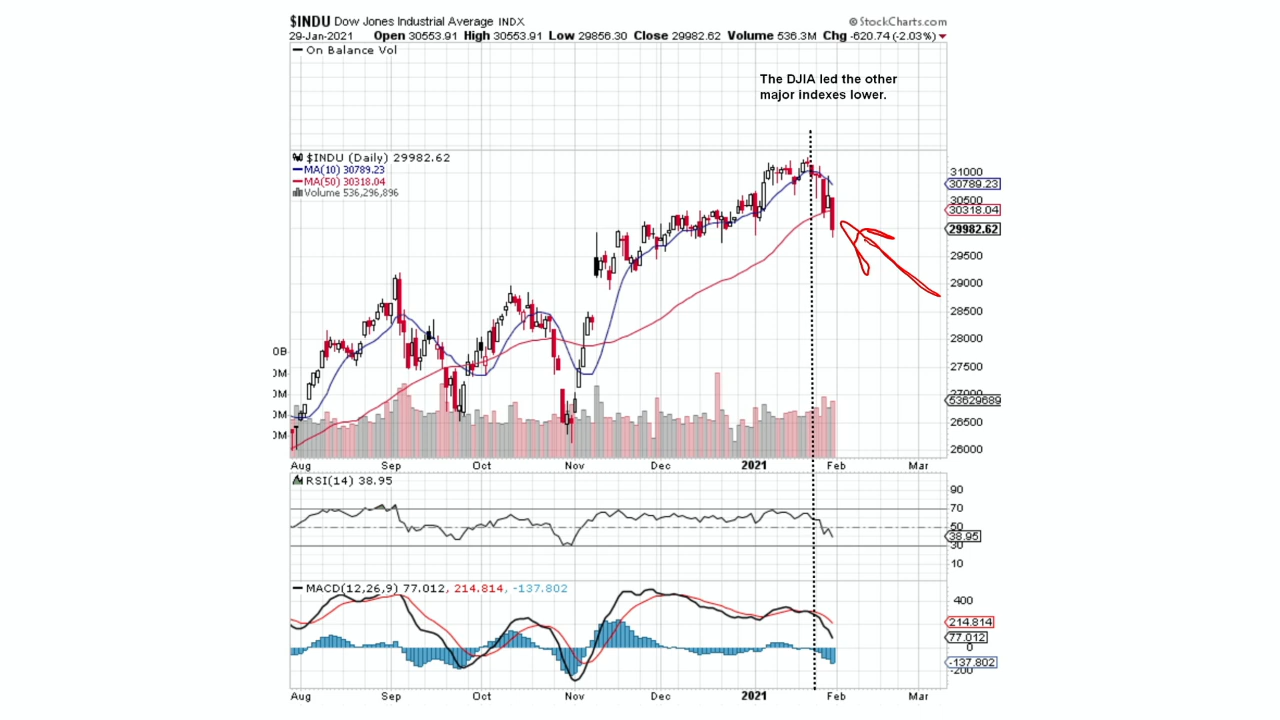 $INDU Dow Jones Industrial Average INDX
© StockCharts.com
29-Jan-2021
Open 30553.91 High 30553.91 Low 29856.30 Close 29982.62 Volume 536.3M Chg -620.74 (-2.03%)
On Balance Vol
The DJIA led the other
major indexes lower.
$INDU (Daily) 29982.62
MA(10) 30789.23
MA(50) 30318.04
Volume 536,296,896
31000
30789.23
30500
30318.04
29982.62
29500
29000
28500
28000
0B
27500
M
27000
M
53629689
M
26500
M
26000
Aug Sep Oct Nov Dec 2021 Feb Mar
RSI(14) 38.95
90
70
50
38.95
30
10
MACD(12,26,9) 77.012, 214.814, -137.802
400
214.814
77.012
0
-137.802
-200
Aug Sep Oct Nov Dec 2021 Feb Mar